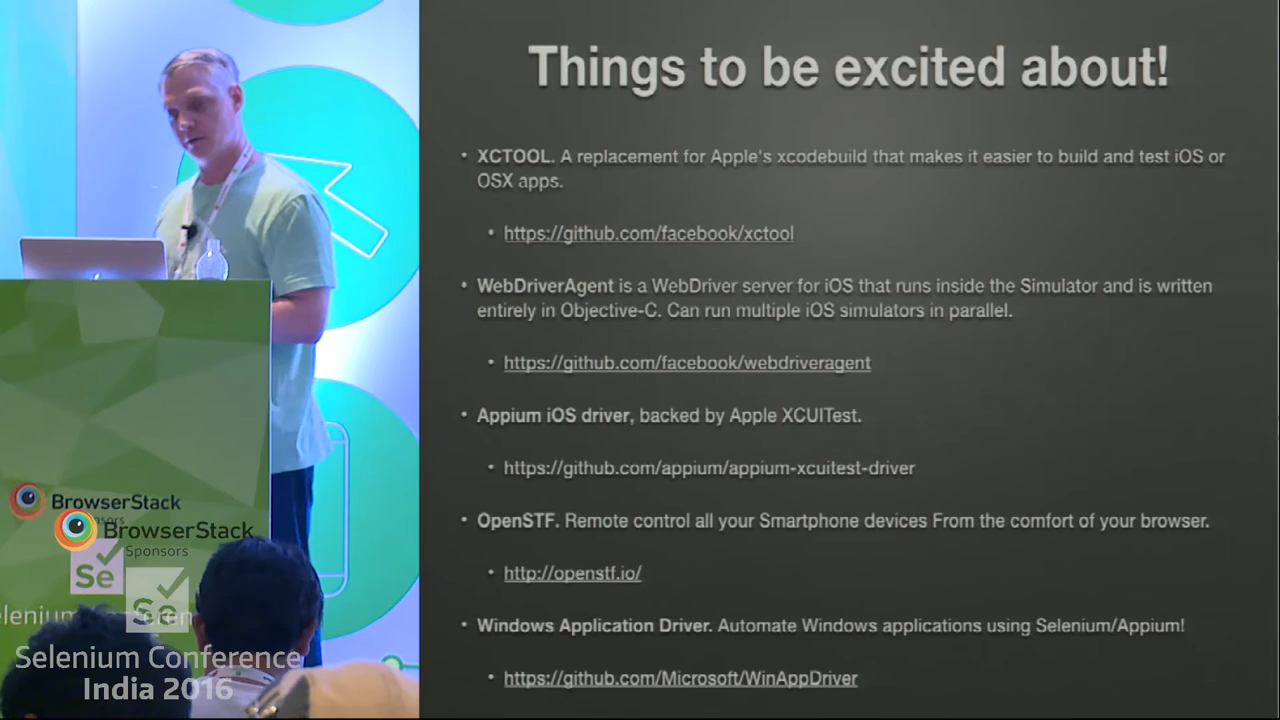 Things to be excited about!
• XCTOOL. A replacement for Apple's xcodebuild that makes it easier to build and test iOS or
OSX apps.
• https://github.com/facebook/xctool
• WebDriverAgent is a WebDriver server for iOS that runs inside the Simulator and is written
entirely in Objective-C. Can run multiple iOS simulators in parallel.
• https://github.com/facebook/webdriveragent
• Appium iOS driver, backed by Apple XCUITest.
• https://github.com/appium/appium-xcuitest-driver
• OpenSTF. Remote control all your Smartphone devices From the comfort of your browser.
• http://openstf.io/
• Windows Application Driver. Automate Windows applications using Selenium/Appium!
• https://github.com/Microsoft/WinAppDriver
BrowserStack
BrowserStack
Sponsors
Se
Se
Selenium Conference
India 2016